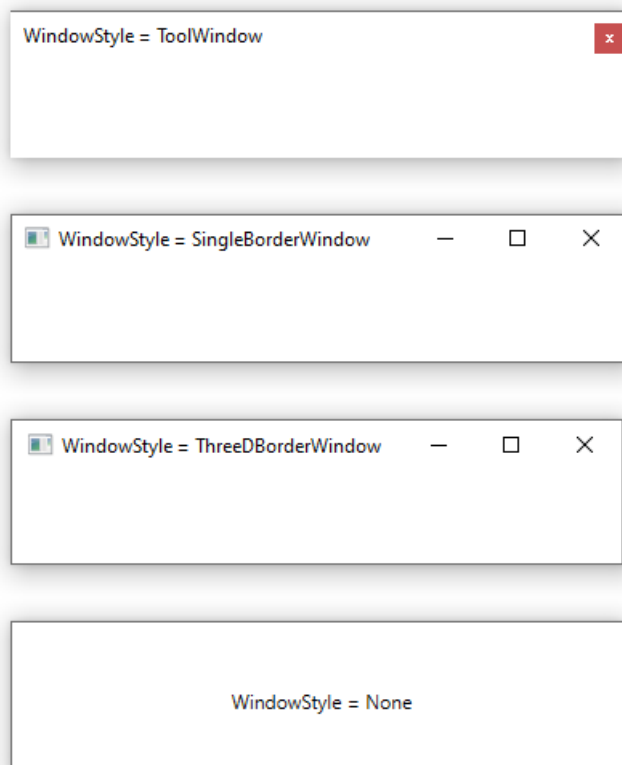 WindowStyle = ToolWindow
x
WindowStyle = SingleBorderWindow
WindowStyle = ThreeDBorderWindow
WindowStyle = None